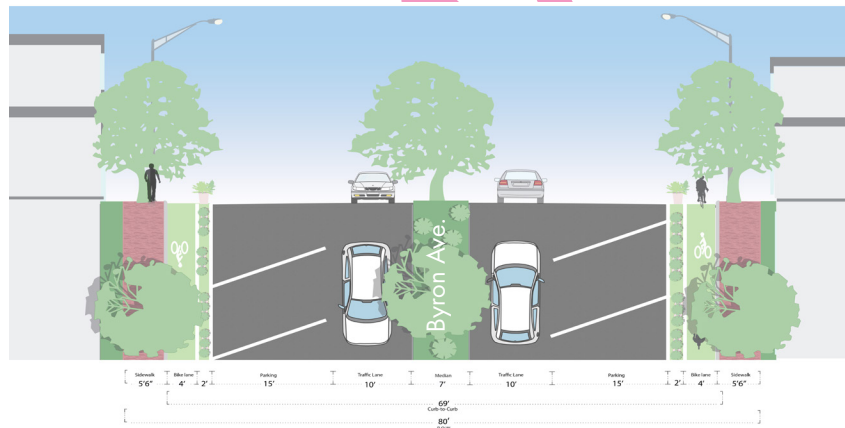 Byron Ave.
Sidewalk Bike lane Parking Traffic Lane Median Traffic Lane Parking Bike lane Sidewalk
5'6" 4' 2' 15' 10' 7' 10' 15' 2' 4' 5'6"
69'
Curb-to-Curb
80'